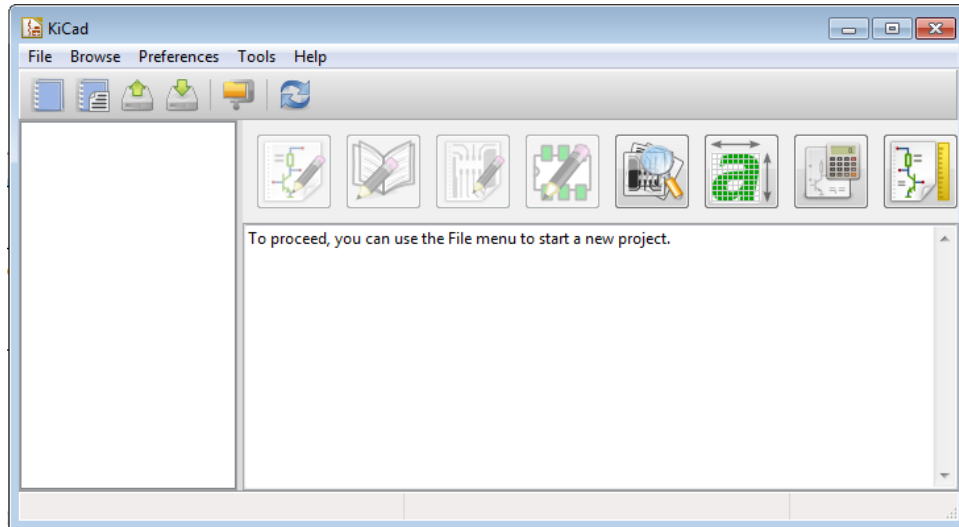 KiCad
File Browse Preferences Tools Help
To proceed, you can use the File menu to start a new project.